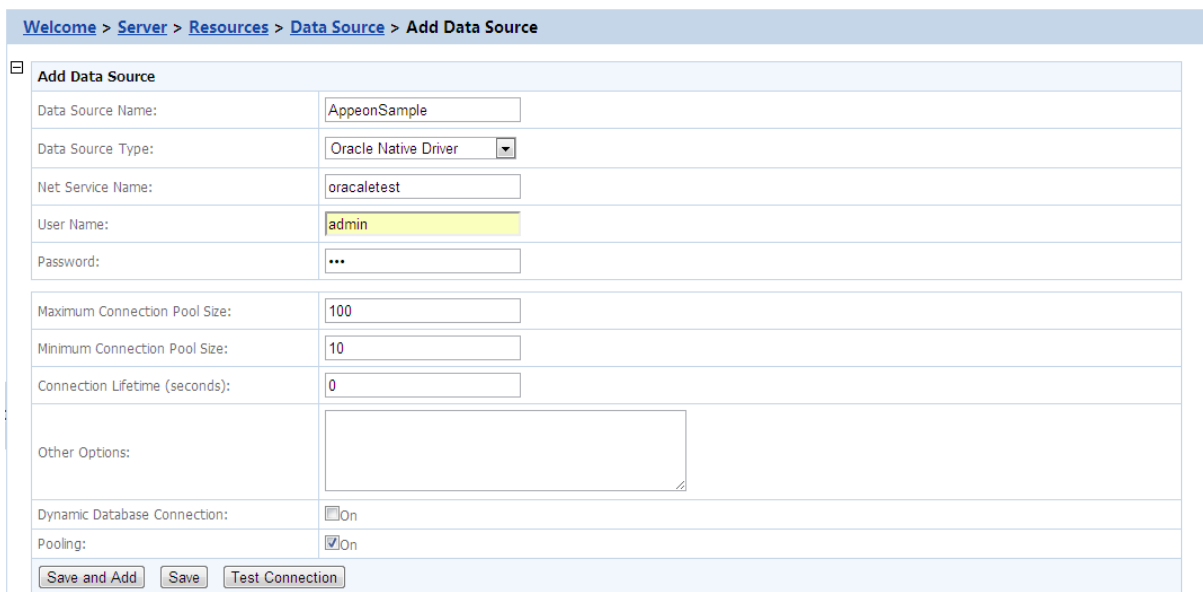 Welcome > Server > Resources > Data Source > Add Data Source
Add Data Source
Data Source Name: AppeonSample
Data Source Type: Oracle Native Driver
Net Service Name: oracaletest
User Name: admin
Password: •••
Maximum Connection Pool Size: 100
Minimum Connection Pool Size: 10
Connection Lifetime (seconds): 0
Other Options:
Dynamic Database Connection: On
Pooling: On
Save and Add Save Test Connection